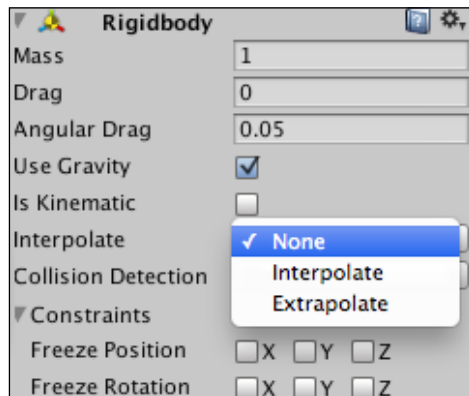 Rigidbody
Mass 1
Drag 0
Angular Drag 0.05
Use Gravity
Is Kinematic
Interpolate ✓ None
Collision Detection Interpolate
Extrapolate
Constraints
Freeze Position X Y Z
Freeze Rotation X Y Z